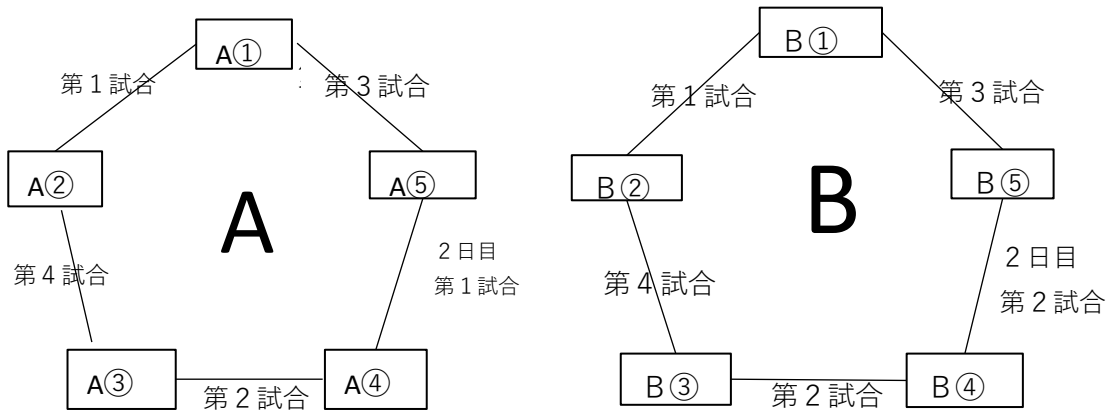 A①
第１試合
第３試合
A②
A
A⑤
第４試合
２日目
第１試合
A③
第２試合
A④
B①
第１試合
第３試合
B②
B
B⑤
第４試合
２日目
第２試合
B③
第２試合
B④